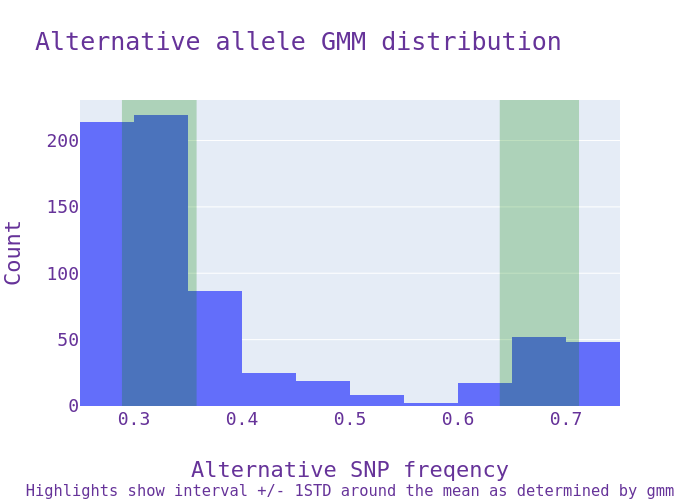 Alternative allele GMM distribution
200
150
100
50
0
Count
0.3
0.4
0.5
0.6
0.7
Alternative SNP freqency
Highlights show interval +/- 1STD around the mean as determined by gmm